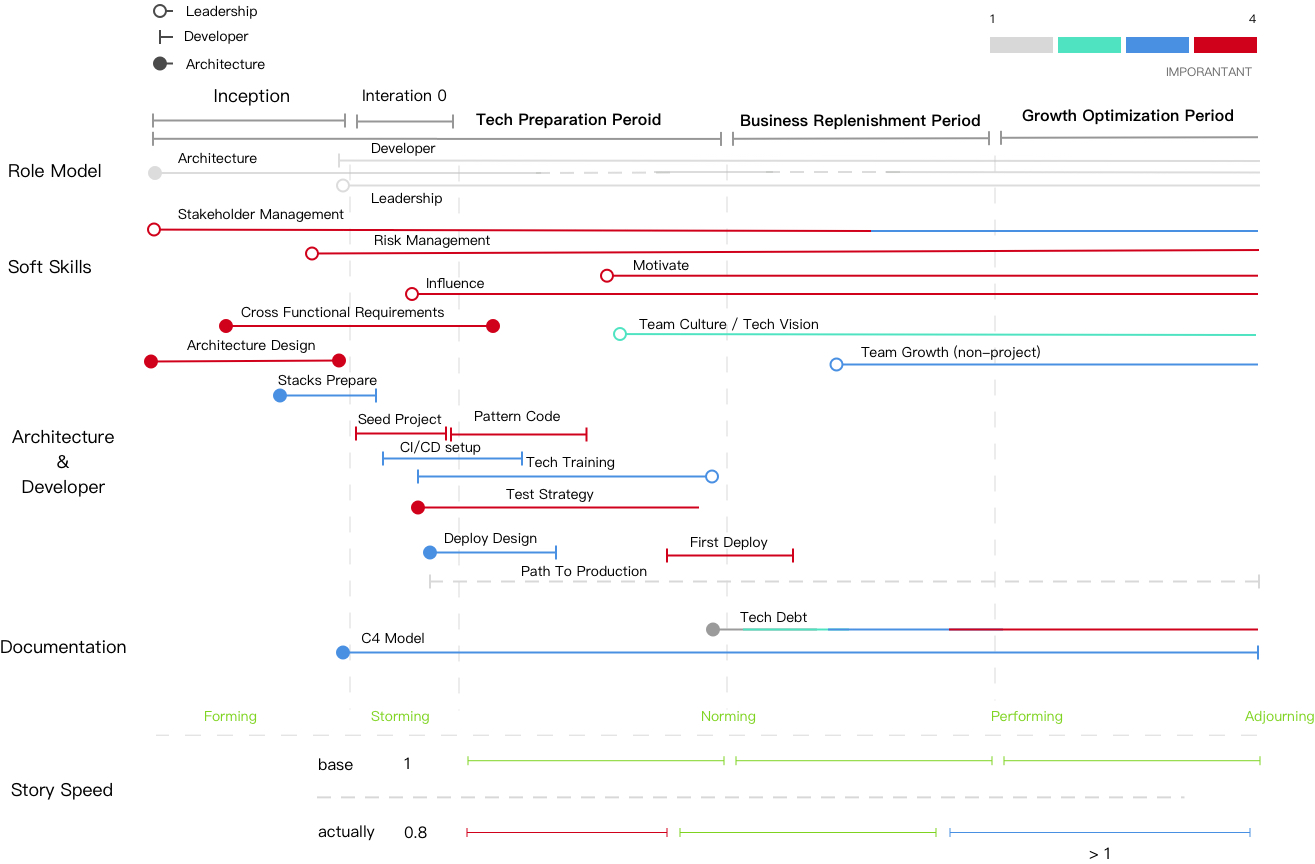 Leadership
Developer
Architecture
1
4
IMPORANTANT
Inception
Interation 0
Tech Preparation Peroid
Business Replenishment Period
Growth Optimization Period
Role Model
Architecture
Developer
Leadership
Soft Skills
Stakeholder Management
Risk Management
Motivate
Influence
Cross Functional Requirements
Team Culture / Tech Vision
Architecture Design
Team Growth (non-project)
Stacks Prepare
Architecture
&
Developer
Seed Project
Pattern Code
CI/CD setup
Tech Training
Test Strategy
Deploy Design
First Deploy
Path To Production
Documentation
Tech Debt
C4 Model
Forming
Storming
Norming
Performing
Adjourning
Story Speed
base
1
actually
0.8
> 1